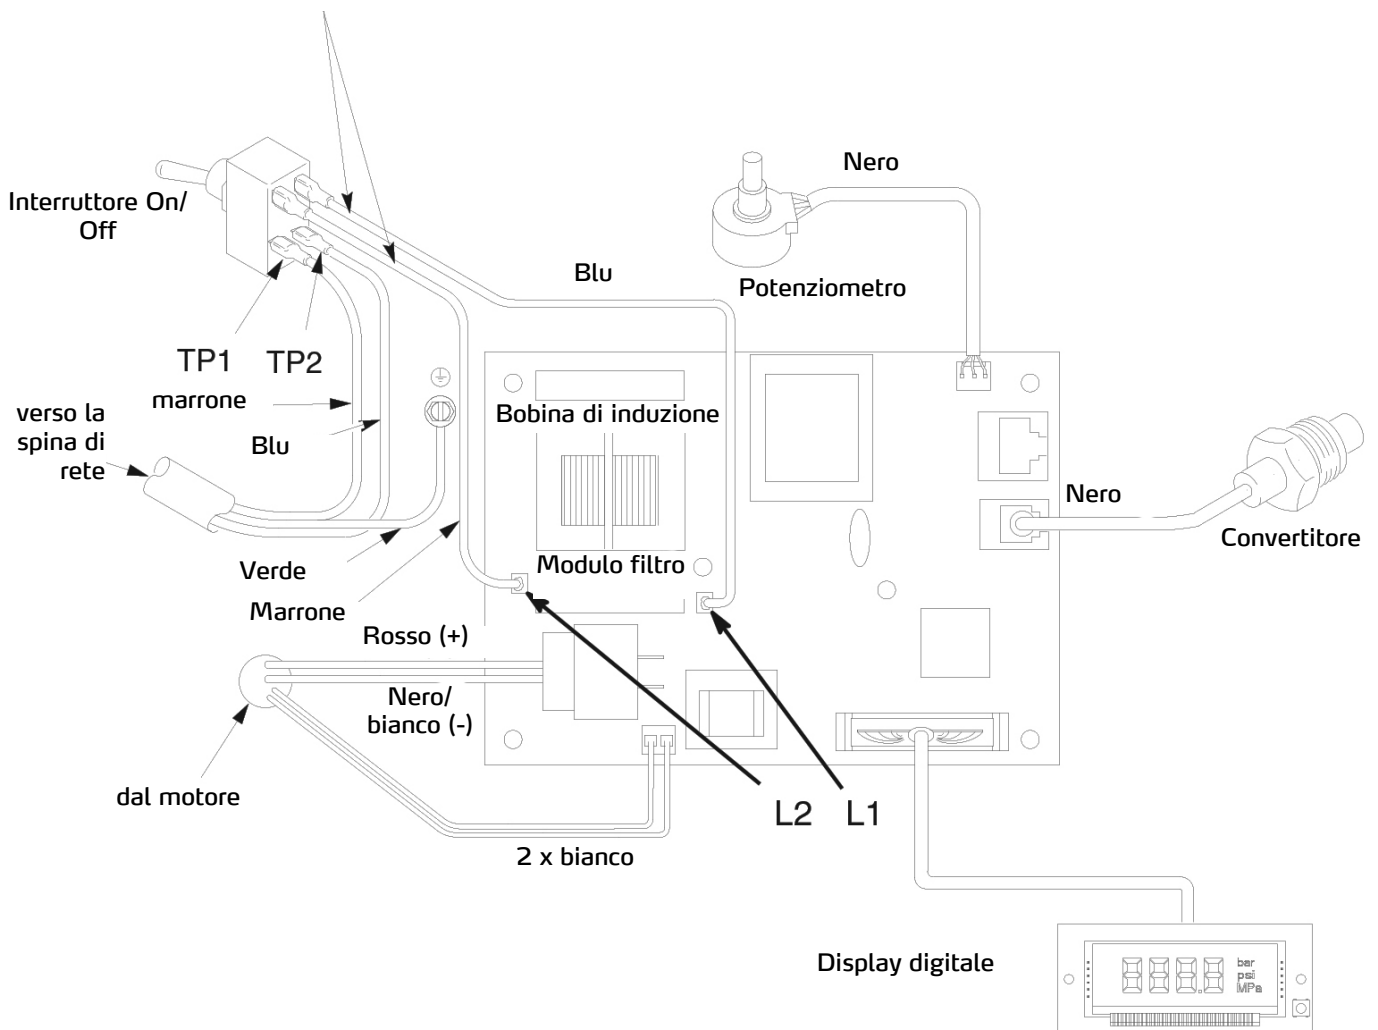 Nero
Interruttore On/
Off
Blu
Potenziometro
TP1
TP2
marrone
Bobina di induzione
verso la
spina di
rete
Blu
Nero
Convertitore
Verde
Modulo filtro
Marrone
Rosso (+)
Nero/
bianco (-)
dal motore
L2
L1
2 x bianco
Display digitale
888.8
bar
psi
MPa